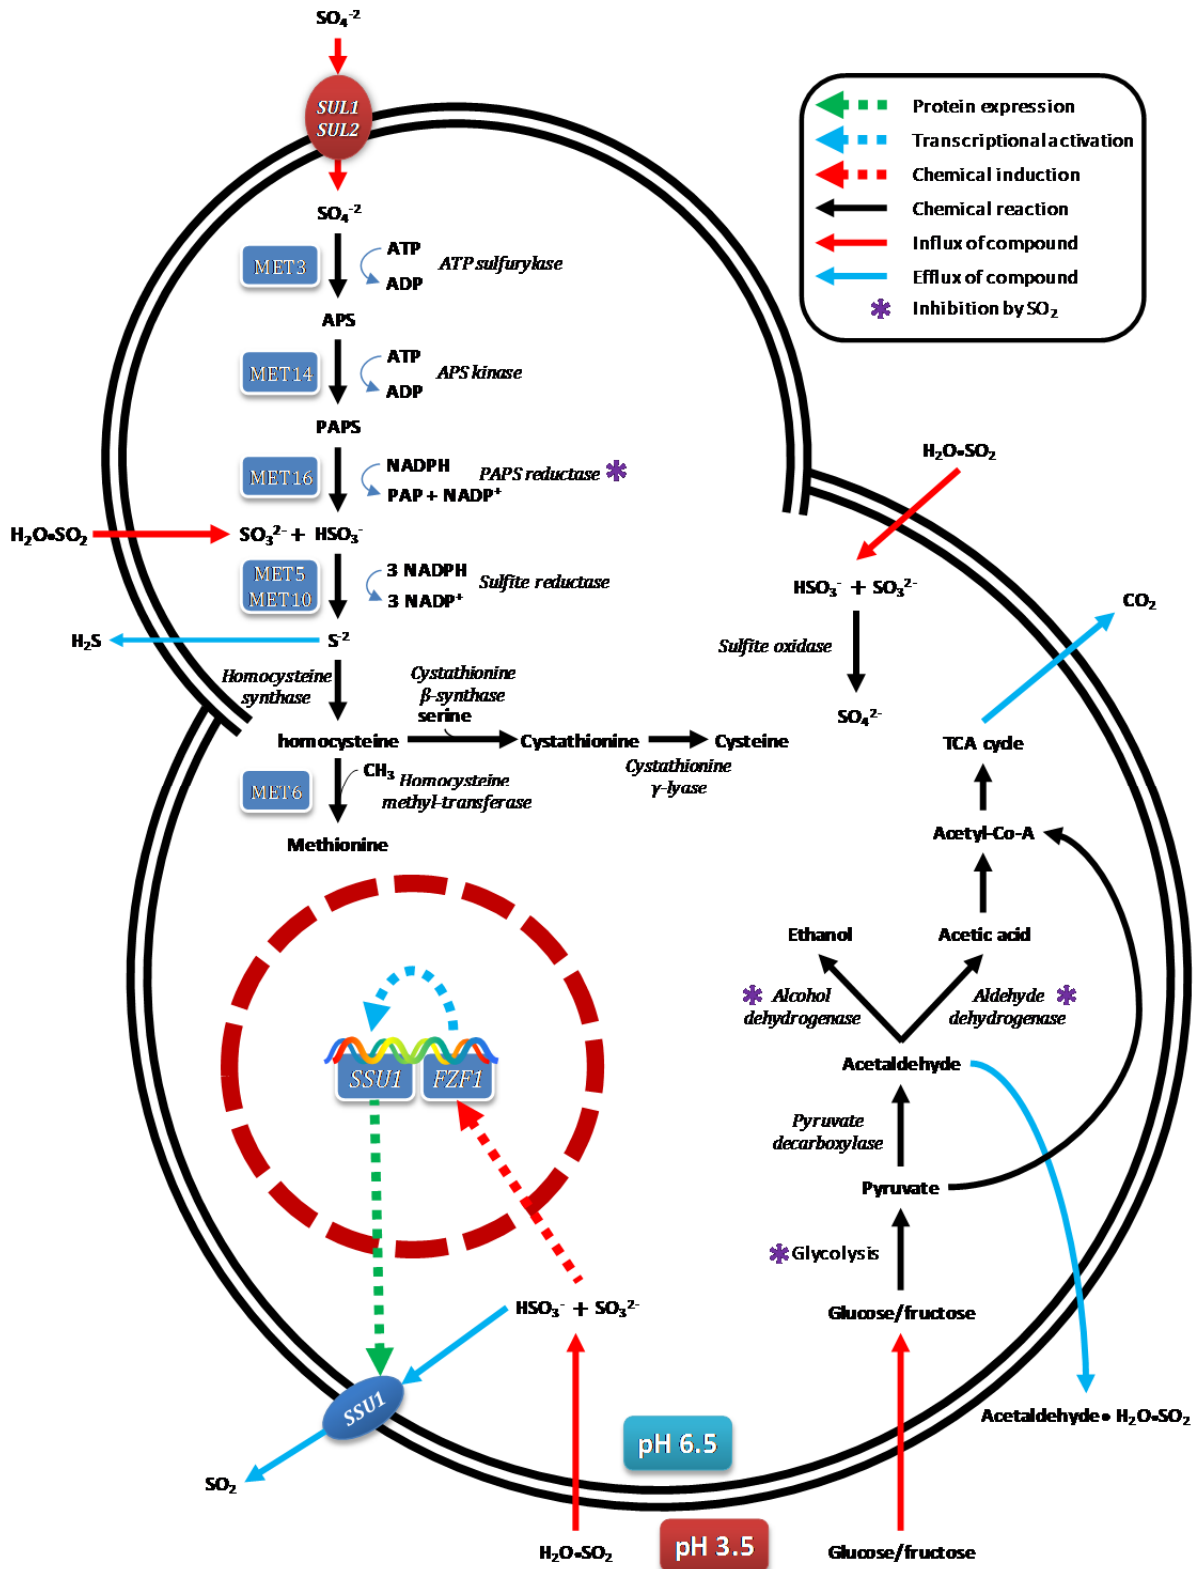 SO₄⁻²
SUL1
SUL2
SO₄⁻²
MET3
ATP
ADP
ATP sulfurylase
APS
MET14
ATP
ADP
APS kinase
PAPS
MET16
NADPH
PAP + NADP⁺
PAPS reductase
H₂O•SO₂
SO₃²⁻ + HSO₃⁻
MET5
MET10
3 NADPH
3 NADP⁺
Sulfite reductase
H₂S
S⁻²
Homocysteine
synthase
Cystathionine
β-synthase
serine
homocysteine
Cystathionine
Cysteine
Cystathionine
γ-lyase
MET6
CH₃
Homocysteine
methyl-transferase
Methionine
Protein expression
Transcriptional activation
Chemical induction
Chemical reaction
Influx of compound
Efflux of compound
Inhibition by SO₂
H₂O•SO₂
HSO₃⁻ + SO₃²⁻
Sulfite oxidase
SO₄²⁻
CO₂
TCA cycle
Acetyl-Co-A
Ethanol
Acetic acid
Alcohol
dehydrogenase
Aldehyde
dehydrogenase
Acetaldehyde
Pyruvate
decarboxylase
Pyruvate
Glycolysis
Glucose/fructose
Acetaldehyde• H₂O•SO₂
SSU1
FZF1
HSO₃⁻ + SO₃²⁻
SSU1
SO₂
pH 6.5
pH 3.5
H₂O•SO₂
Glucose/fructose